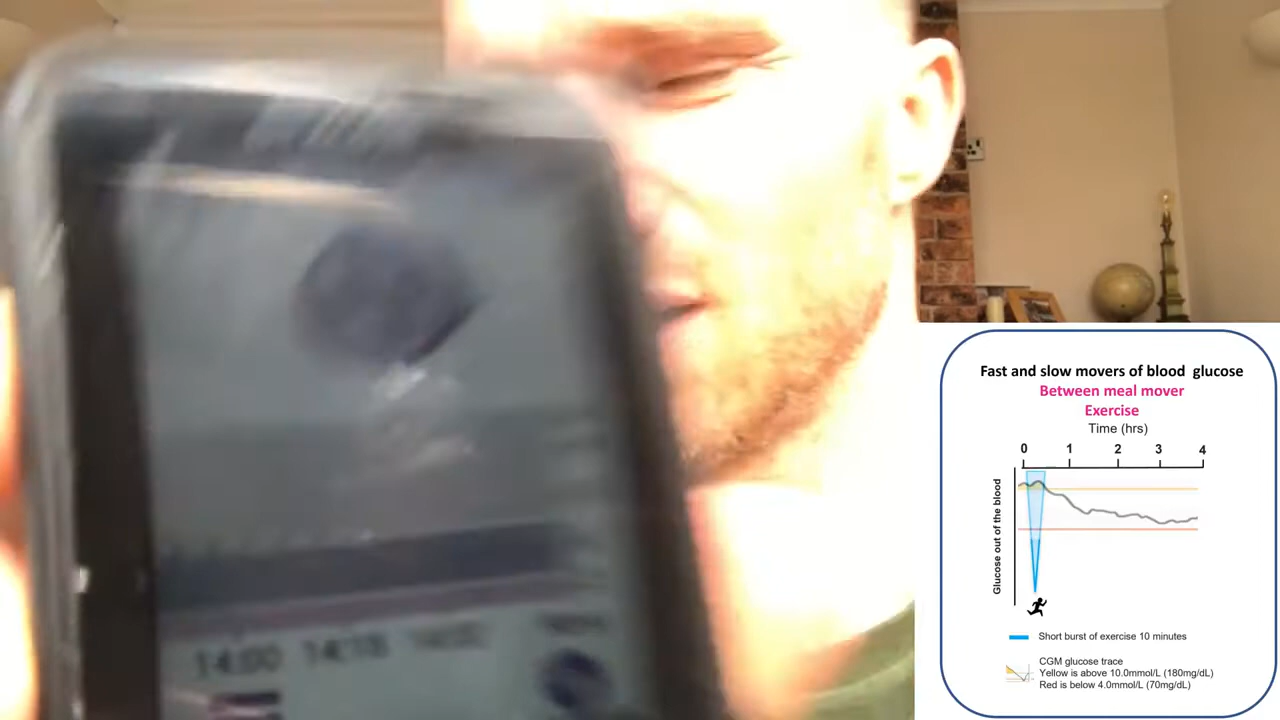 14:00 14:15
Fast and slow movers of blood glucose
Between meal mover
Exercise
Time (hrs)
0 1 2 3 4
Glucose out of the blood
Short burst of exercise 10 minutes
CGM glucose trace
Yellow is above 10.0mmol/L (180mg/dL)
Red is below 4.0mmol/L (70mg/dL)